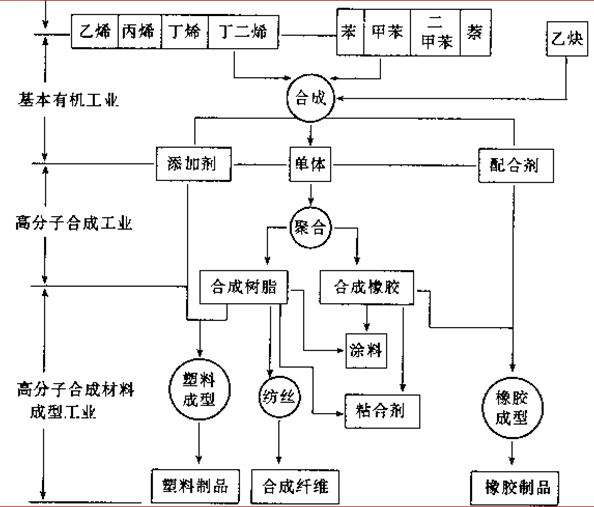 乙烯 丙烯 丁烯 丁二烯
苯 甲苯
二
甲苯
萘
乙炔
基本有机工业
合成
添加剂
单体
配合剂
高分子合成工业
聚合
合成树脂
合成橡胶
涂料
高分子合成材料
成型工业
塑料
成型
纺丝
粘合剂
橡胶
成型
塑料制品
合成纤维
橡胶制品